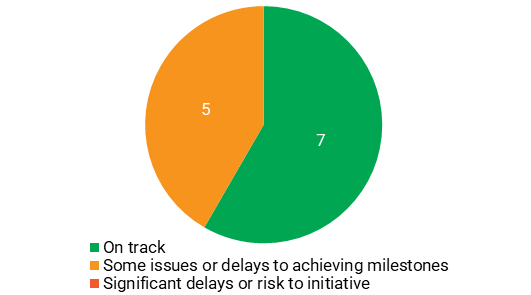 5
7
On track
Some issues or delays to achieving milestones
Significant delays or risk to initiative